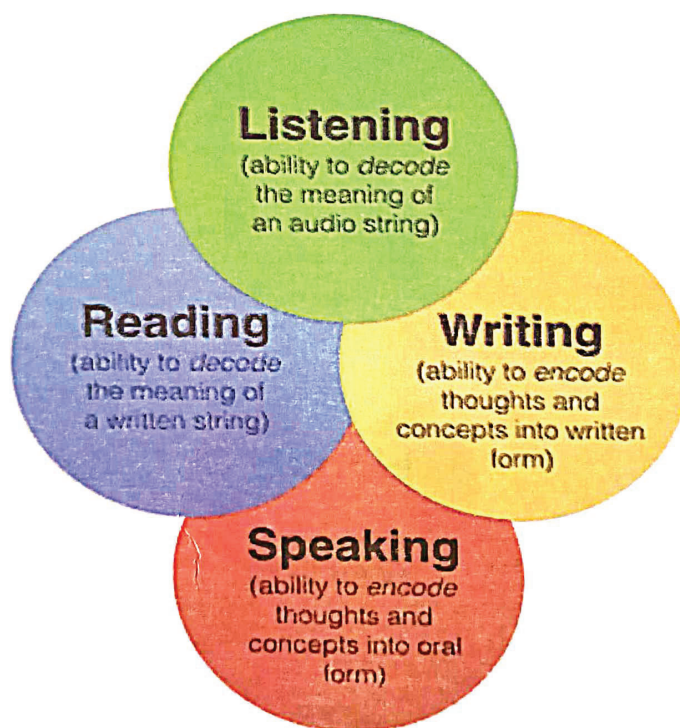 Listening
(ability to decode
the meaning of
an audio string)
Reading
(ability to decode
the meaning of
a written string)
Writing
(ability to encode
thoughts and
concepts into written
form)
Speaking
(ability to encode
thoughts and
concepts into oral
form)